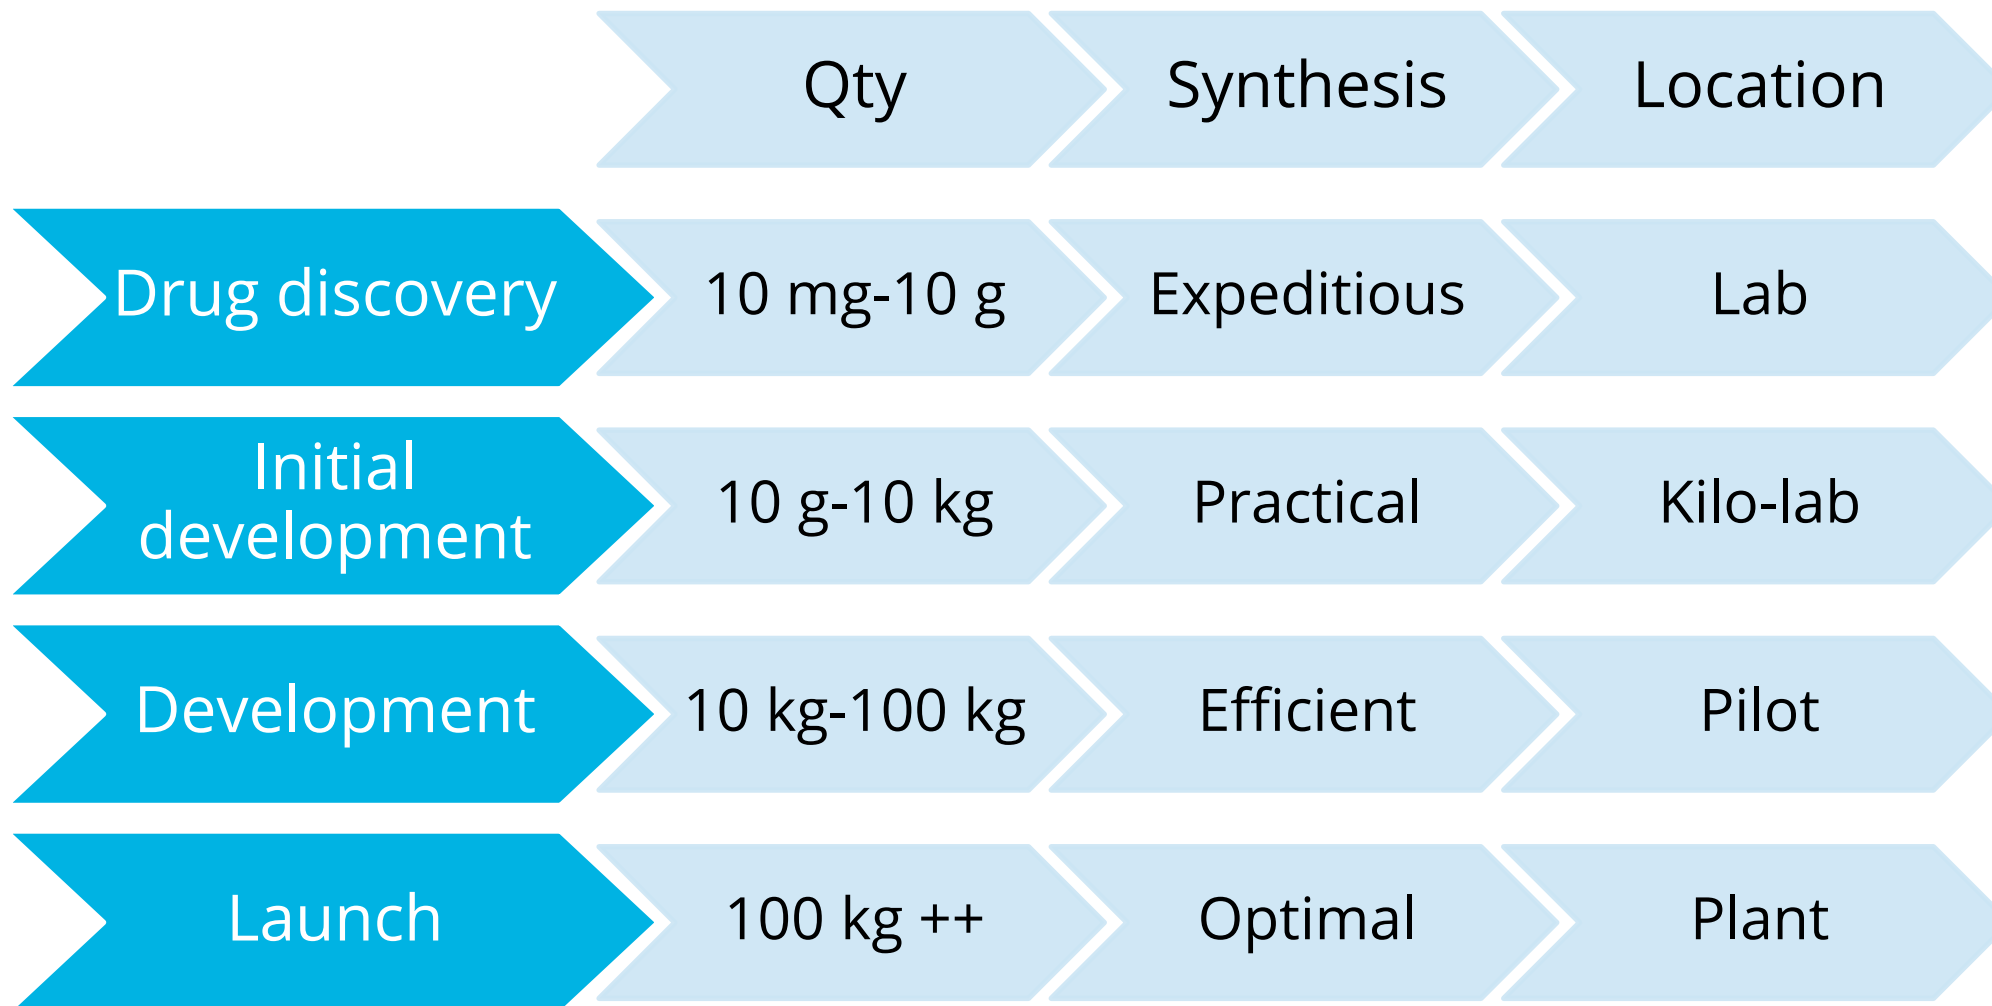 Qty Synthesis Location
Drug discovery 10 mg-10 g Expeditious Lab
Initial
development 10 g-10 kg Practical Kilo-lab
Development 10 kg-100 kg Efficient Pilot
Launch 100 kg ++ Optimal Plant